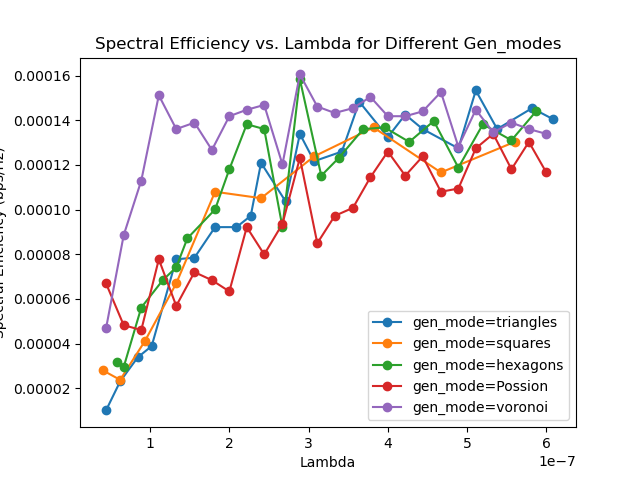 Spectral Efficiency vs. Lambda for Different Gen_modes
0.00016
0.00014
0.00012
0.00010
0.00008
0.00006
0.00004
0.00002
Spectral Efficiency (bps/Hz)
gen_mode=triangles
gen_mode=squares
gen_mode=hexagons
gen_mode=Possion
gen_mode=voronoi
1 2 3 4 5 6
1e−7
Lambda